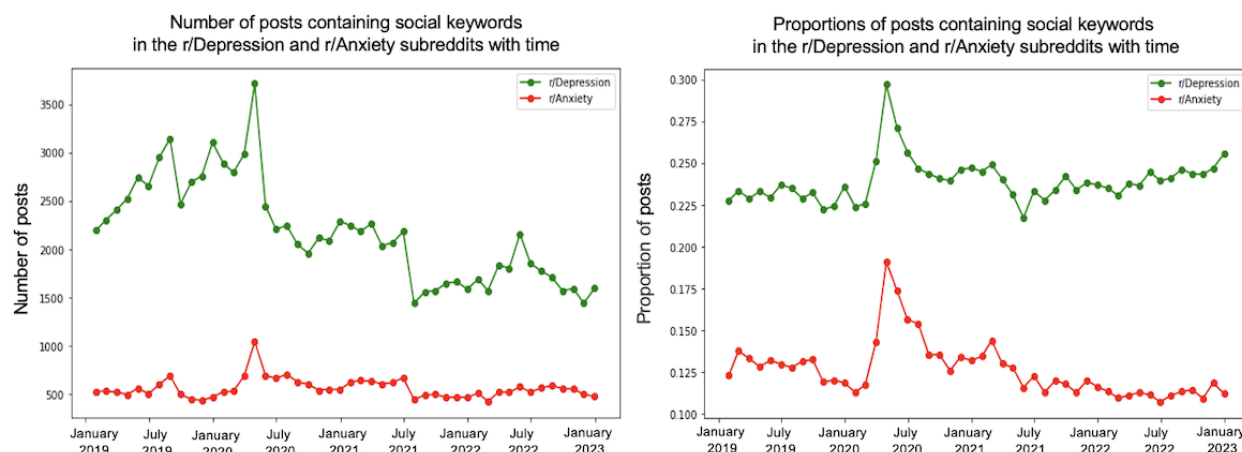 Number of posts containing social keywords
in the r/Depression and r/Anxiety subreddits with time
r/Depression
r/Anxiety
Number of posts
3500
3000
2500
2000
1500
1000
500
January
2019
July
2019
January
2020
July
2020
January
2021
July
2021
January
2022
July
2022
January
2023
Proportions of posts containing social keywords
in the r/Depression and r/Anxiety subreddits with time
r/Depression
r/Anxiety
Proportion of posts
0.300
0.275
0.250
0.225
0.200
0.175
0.150
0.125
0.100
January
2019
July
2019
January
2020
July
2020
January
2021
July
2021
January
2022
July
2022
January
2023